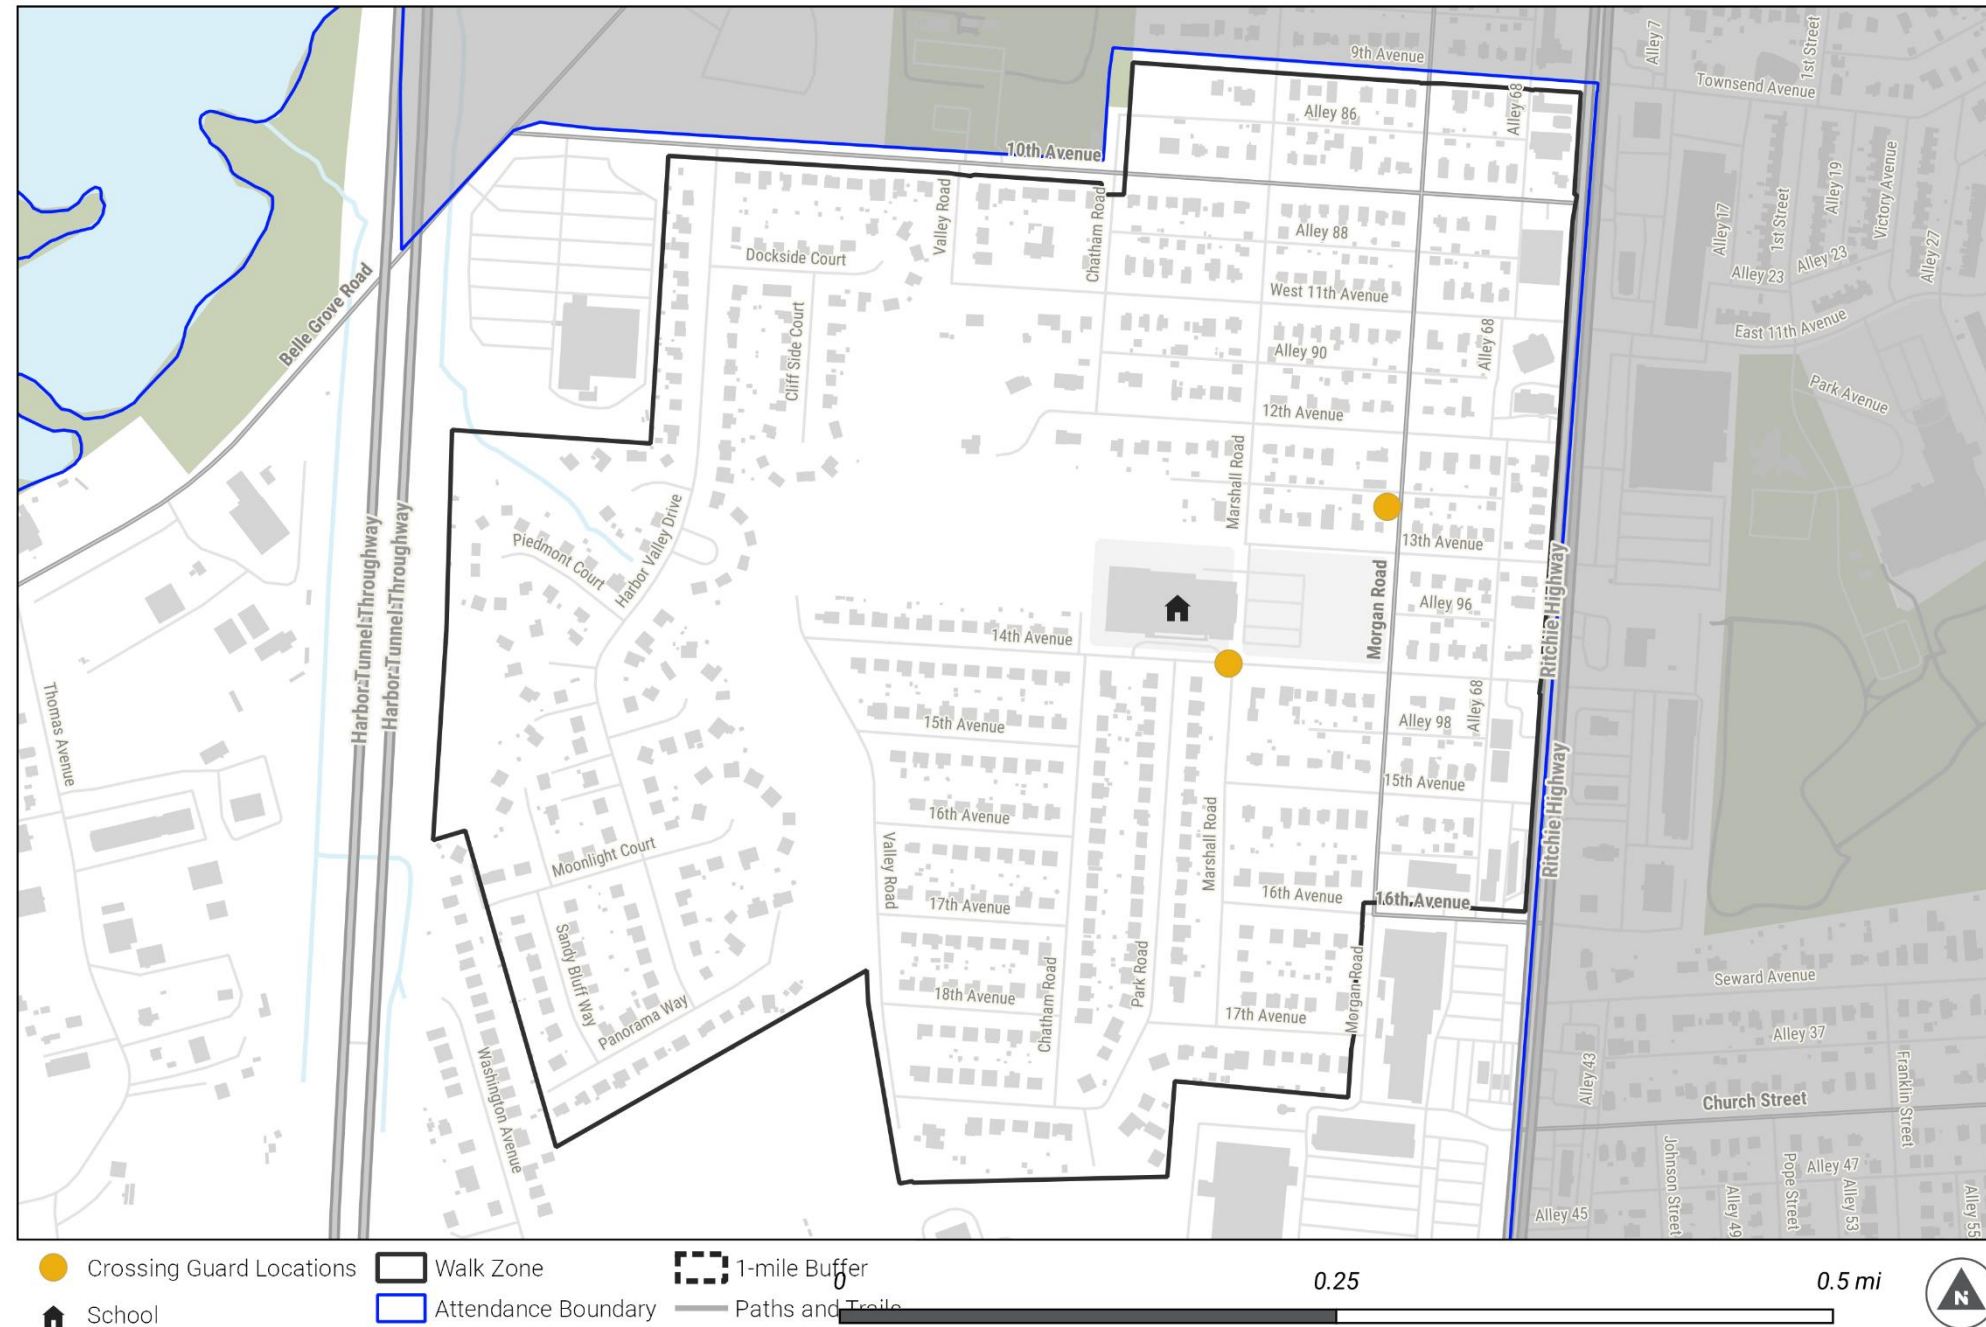 9th Avenue
Alley 7
1st Street
Townsend Avenue
Alley 86
Alley 68
10th Avenue
Alley 17
1st Street
Alley 19
Victory Avenue
Alley 27
Valley Road
Chatham Road
Alley 88
Alley 23
Alley 23
Dockside Court
West 11th Avenue
East 11th Avenue
Belle Grove Road
Cliff Side Court
Alley 90
Alley 68
Park Avenue
12th Avenue
Marshall Road
13th Avenue
Harbor Tunnel Throughway
Harbor Tunnel Throughway
Piedmont Court
Harbor Valley Drive
Morgan Road
Alley 96
Ritchie Highway
14th Avenue
Thomas Avenue
15th Avenue
Alley 98
Alley 68
15th Avenue
Ritchie Highway
16th Avenue
Moonlight Court
Valley Road
Marshall Road
17th Avenue
16th Avenue
16th Avenue
Sandy Bluff Way
18th Avenue
Chatham Road
Park Road
Morgan Road
17th Avenue
Seward Avenue
Panorama Way
Alley 37
Washington Avenue
Alley 43
Church Street
Franklin Street
Johnson Street
Pope Street
Alley 47
Alley 45
Alley 49
Alley 53
Alley 55
Crossing Guard Locations
Walk Zone
1-mile Buffer
0
0.25
0.5 mi
School
Attendance Boundary
Paths and Trails
N